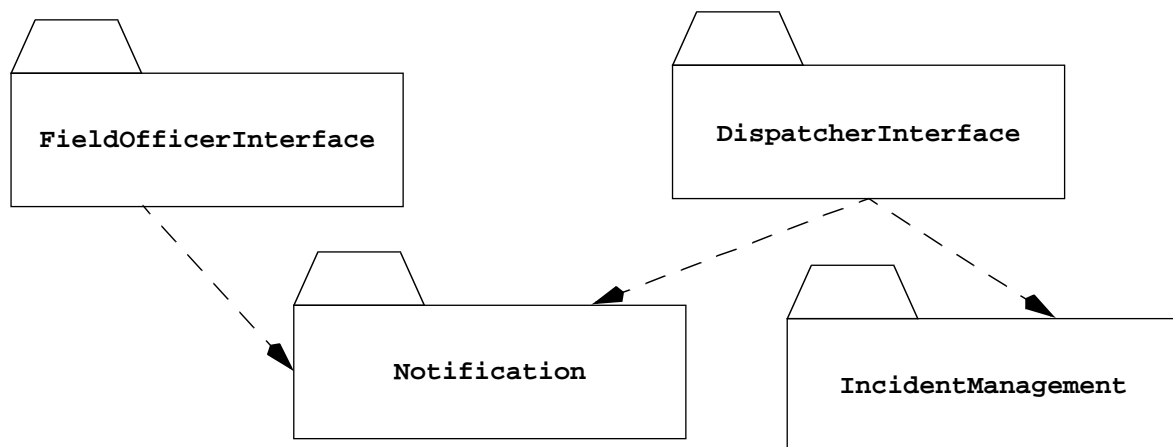 FieldOfficerInterface
DispatcherInterface
Notification
IncidentManagement